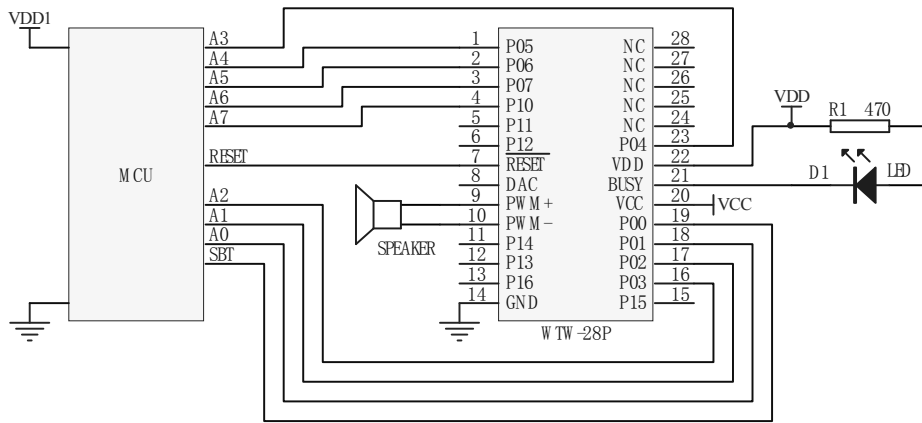 VDD1
MCU
A3
A4
A5
A6
A7
RESET
A2
A1
A0
SBT
SPEAKER
1 P05
2 P06
3 P07
4 P10
5 P11
6 P12
7 RESET
8 DAC
9 PWM+
10 PWM-
11 P14
12 P13
13 P16
14 GND
NC 28
NC 27
NC 26
NC 25
NC 24
P04 23
VDD 22
BUSY 21
VCC 20
P00 19
P01 18
P02 17
P03 16
P15 15
WTW-28P
VCC
VDD
R1 470
D1 LED